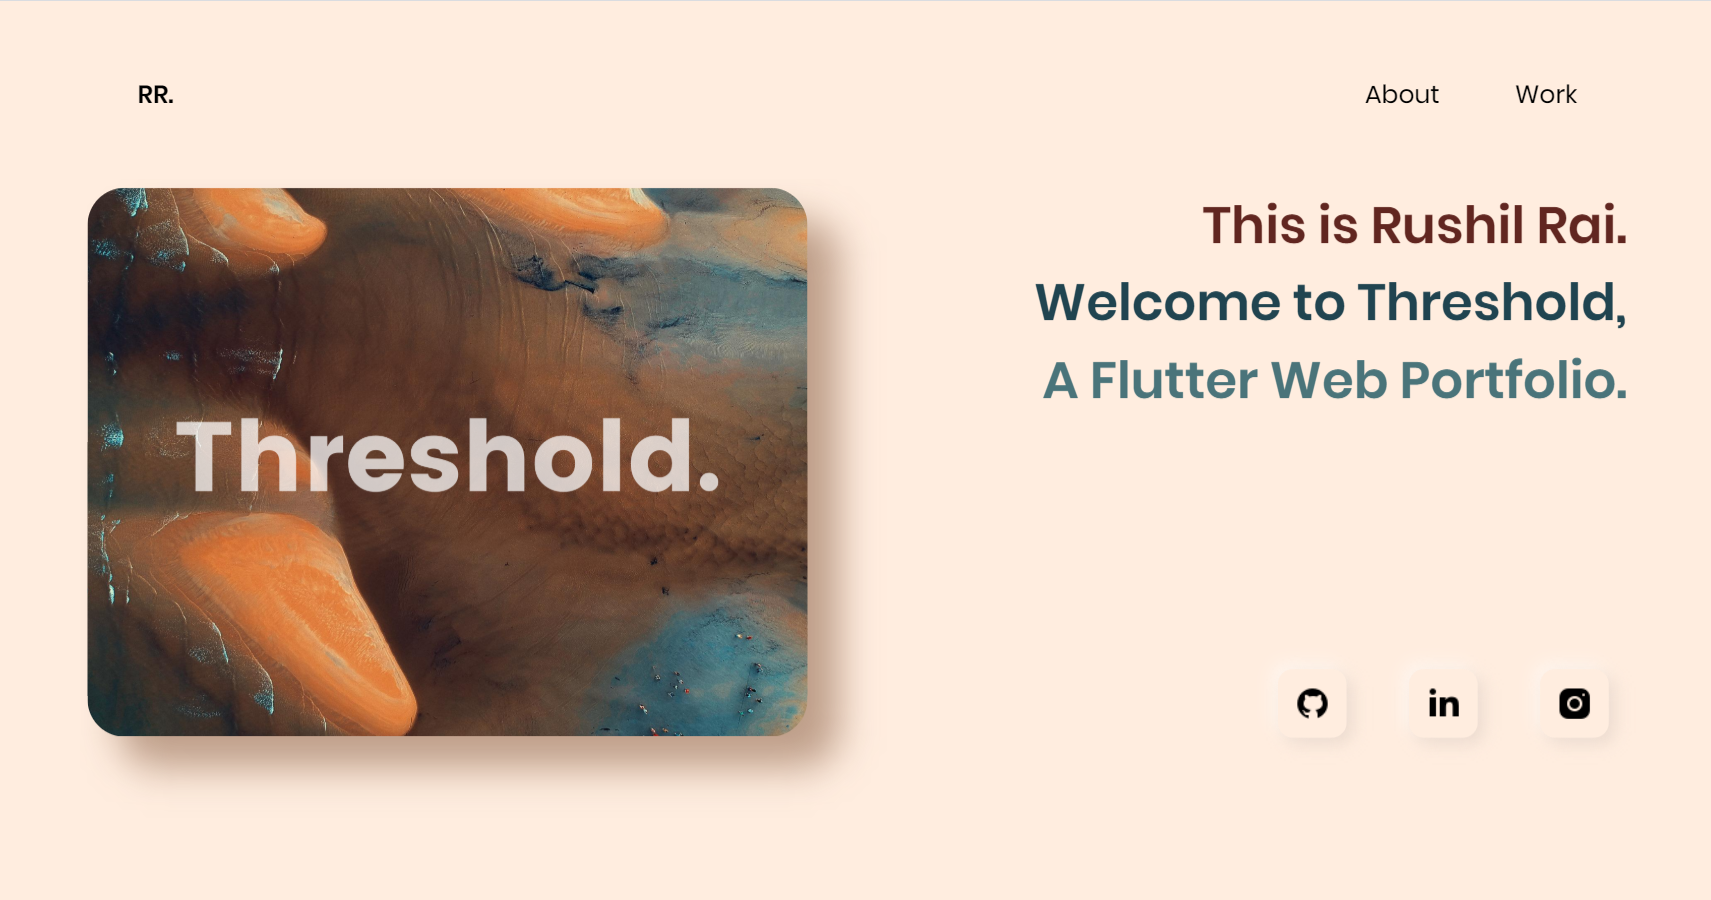 RR.
About
Work
Threshold.
This is Rushil Rai.
Welcome to Threshold,
A Flutter Web Portfolio.
in